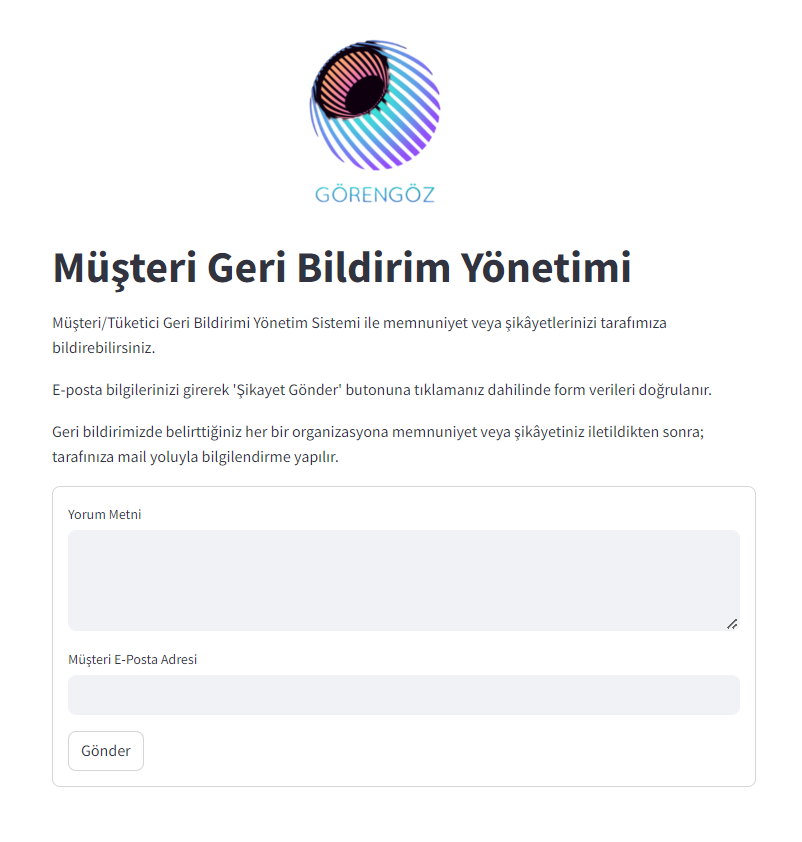 GÖRENGÖZ
Müşteri Geri Bildirim Yönetimi
Müşteri/Tüketici Geri Bildirimi Yönetim Sistemi ile memnuniyet veya şikâyetlerinizi tarafımıza
bildirebilirsiniz.
E-posta bilgilerinizi girerek 'Şikayet Gönder' butonuna tıklamanız dahilinde form verileri doğrulanır.
Geri bildirimizde belirttiğiniz her bir organizasyona memnuniyet veya şikâyetiniz iletildikten sonra;
tarafınıza mail yoluyla bilgilendirme yapılır.
Yorum Metni
Müşteri E-Posta Adresi
Gönder